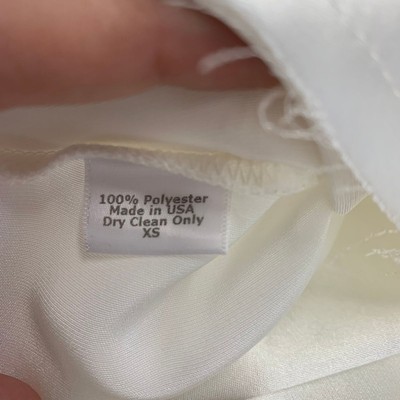 100% Polyester
Made in USA
Dry Clean Only
XS